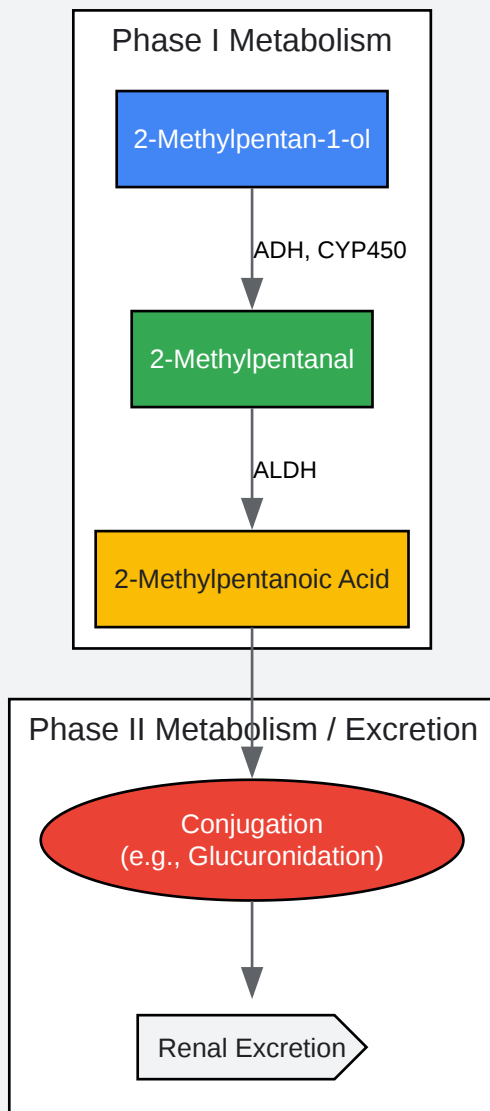 Phase I Metabolism
2-Methylpentan-1-ol
ADH, CYP450
2-Methylpentanal
ALDH
2-Methylpentanoic Acid
Phase II Metabolism / Excretion
Conjugation
(e.g., Glucuronidation)
Renal Excretion